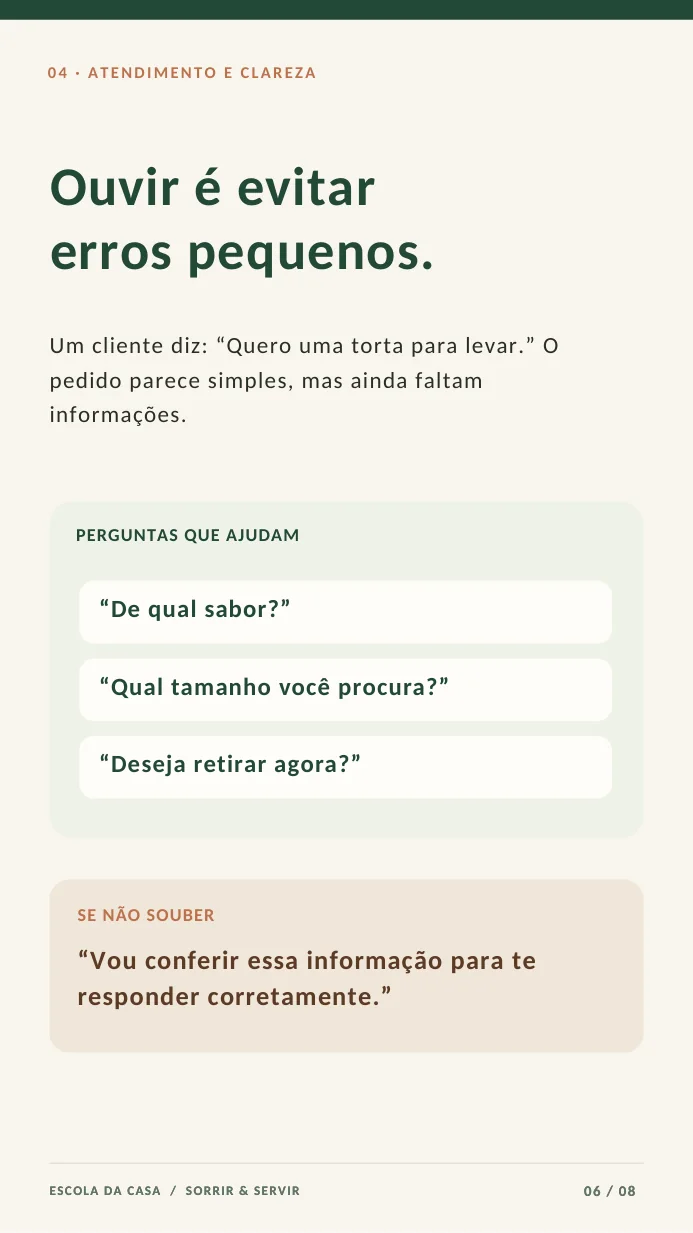 04 · ATENDIMENTO E CLAREZA
Ouvir é evitar
erros pequenos.
Um cliente diz: “Quero uma torta para levar.” O
pedido parece simples, mas ainda faltam
informações.
PERGUNTAS QUE AJUDAM
“De qual sabor?”
“Qual tamanho você procura?”
“Deseja retirar agora?”
SE NÃO SOUBER
“Vou conferir essa informação para te
responder corretamente.”
ESCOLA DA CASA / SORRIR & SERVIR
06 / 08